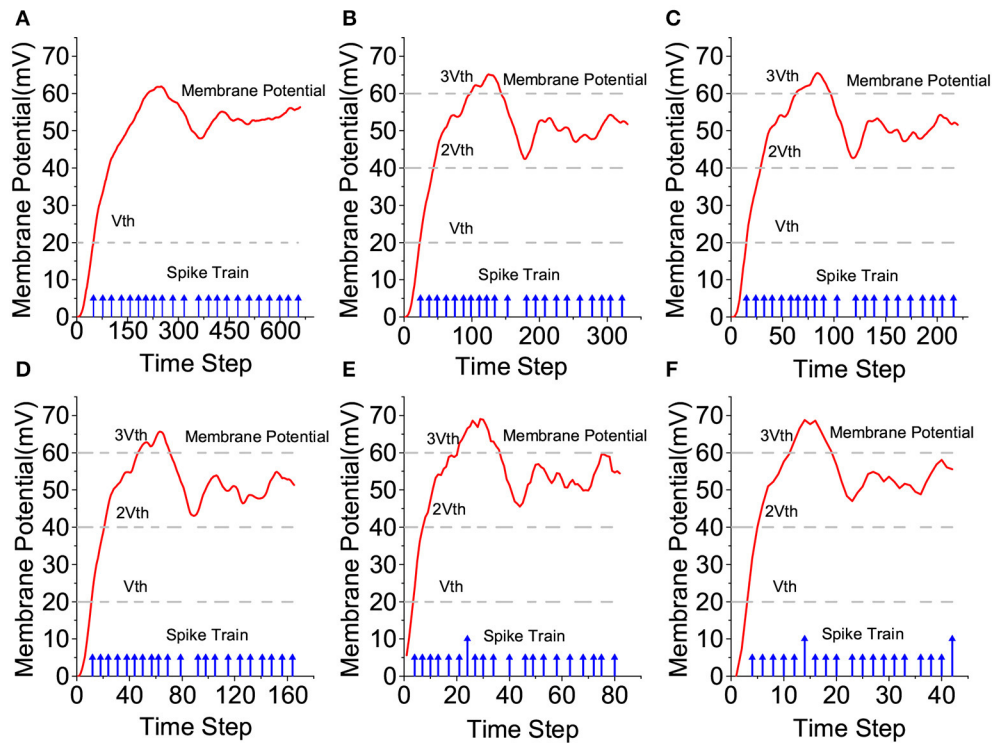 A
Membrane Potential(mV)
70
60
50
40
30
20
10
0
Membrane Potential
Vth
Spike Train
0 150 300 450 600
Time Step
B
Membrane Potential(mV)
70
60
50
40
30
20
10
0
3Vth
Membrane Potential
2Vth
Vth
Spike Train
0 100 200 300
Time Step
C
Membrane Potential(mV)
70
60
50
40
30
20
10
0
3Vth
Membrane Potential
2Vth
Vth
Spike Train
0 50 100 150 200
Time Step
D
Membrane Potential(mV)
70
60
50
40
30
20
10
0
3Vth
Membrane Potential
2Vth
Vth
Spike Train
0 40 80 120 160
Time Step
E
Membrane Potential(mV)
70
60
50
40
30
20
10
0
3Vth
Membrane Potential
2Vth
Vth
Spike Train
0 20 40 60 80
Time Step
F
Membrane Potential(mV)
70
60
50
40
30
20
10
0
3Vth
Membrane Potential
2Vth
Vth
Spike Train
0 10 20 30 40
Time Step